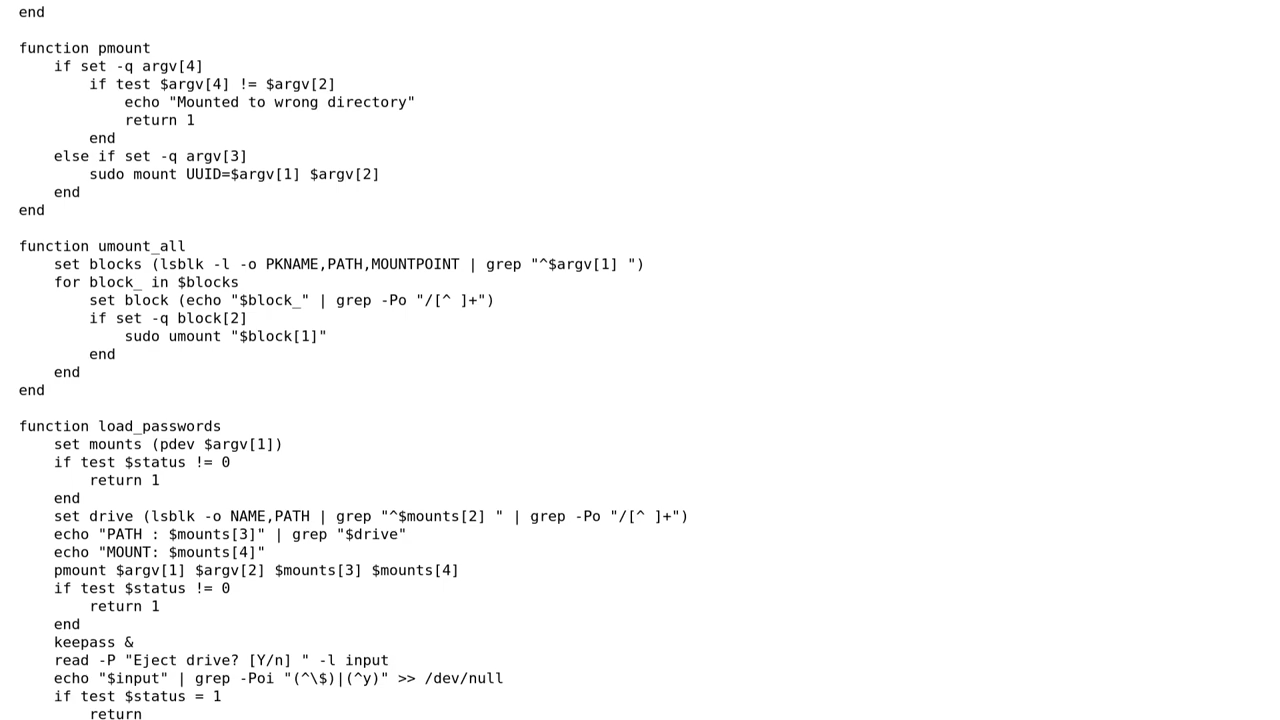 end

function pmount
    if set -q argv[4]
        if test $argv[4] != $argv[2]
            echo "Mounted to wrong directory"
            return 1
        end
    else if set -q argv[3]
        sudo mount UUID=$argv[1] $argv[2]
    end
end

function umount_all
    set blocks (lsblk -l -o PKNAME,PATH,MOUNTPOINT | grep "^$argv[1] ")
    for block_ in $blocks
        set block (echo "$block_" | grep -Po "/[^ ]+")
        if set -q block[2]
            sudo umount "$block[1]"
        end
    end
end

function load_passwords
    set mounts (pdev $argv[1])
    if test $status != 0
        return 1
    end
    set drive (lsblk -o NAME,PATH | grep "^$mounts[2] " | grep -Po "/[^ ]+")
    echo "PATH : $mounts[3]" | grep "$drive"
    echo "MOUNT: $mounts[4]"
    pmount $argv[1] $argv[2] $mounts[3] $mounts[4]
    if test $status != 0
        return 1
    end
    keepass &
    read -P "Eject drive? [Y/n] " -l input
    echo "$input" | grep -Poi "(^\$)|(^y)" >> /dev/null
    if test $status = 1
        return